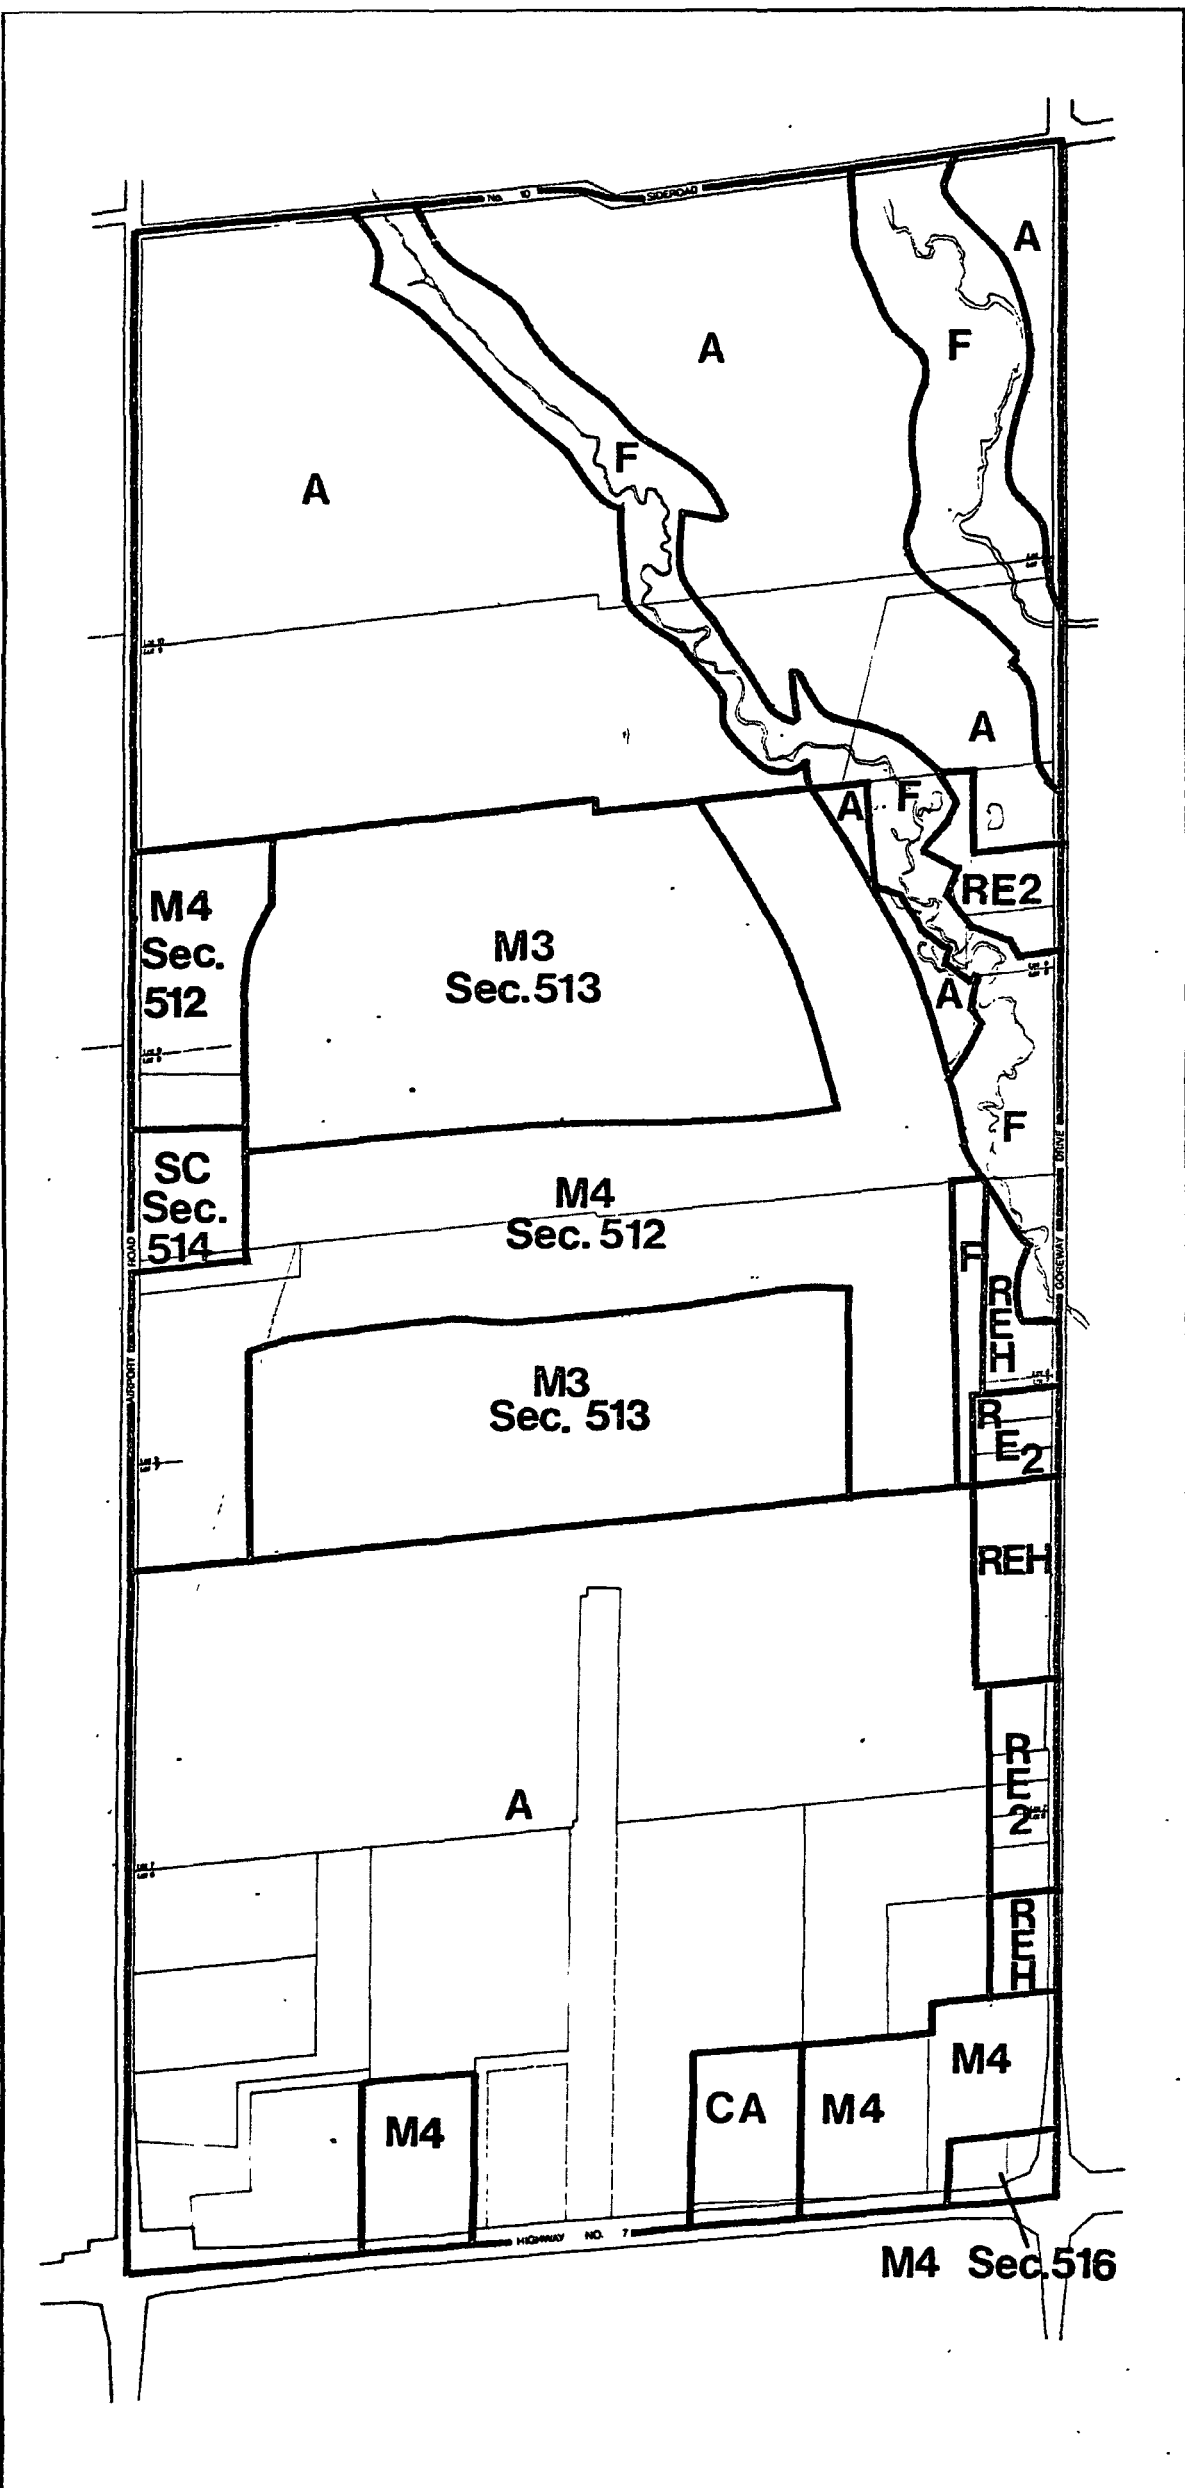 No. 10 SIDEROAD
A
A
F
F
A
A
A
F
RE2
M4
Sec.
512
M3
Sec. 513
A
F
SC
Sec.
514
M4
Sec. 512
F
R
E
H
M3
Sec. 513
R
E
2
REH
AIRPORT ROAD
GOREWAY DRIVE
A
R
E
2
R
E
H
M4
M4
CA
M4
HIGHWAY NO. 7
M4 Sec. 516